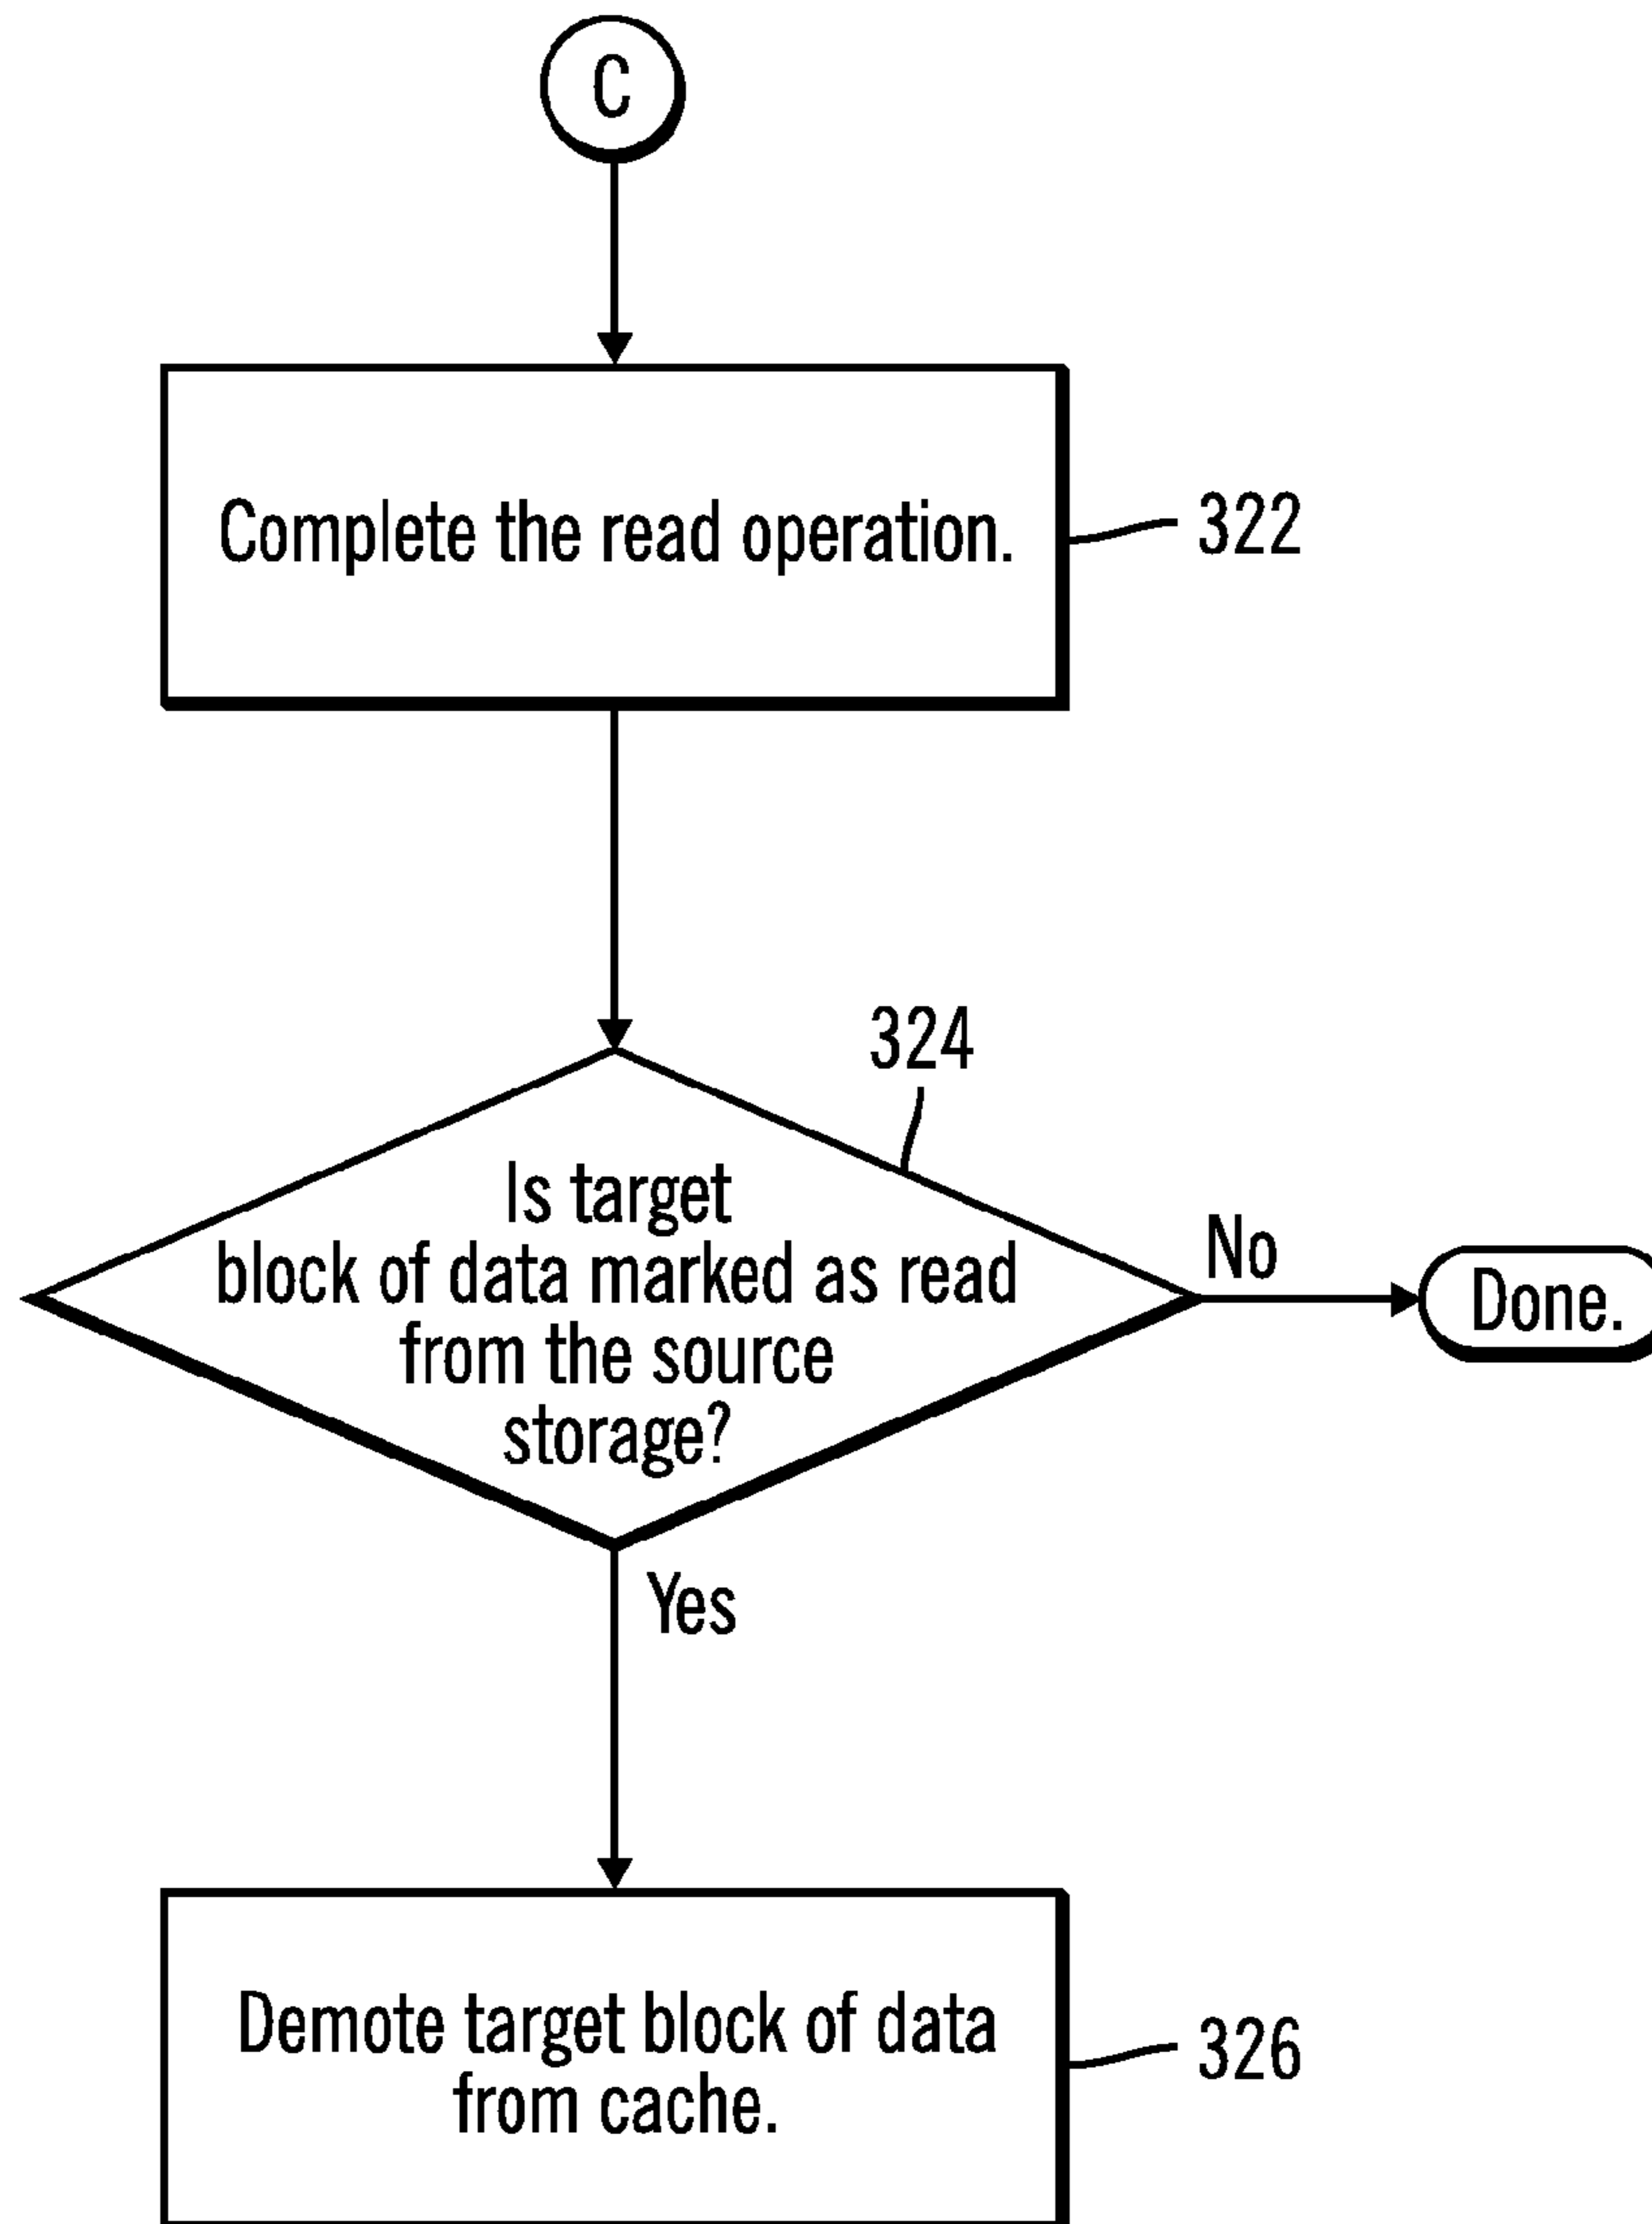 C
Complete the read operation.
322
324
Is target
block of data marked as read
from the source
storage?
No
Done.
Yes
Demote target block of data
from cache.
326